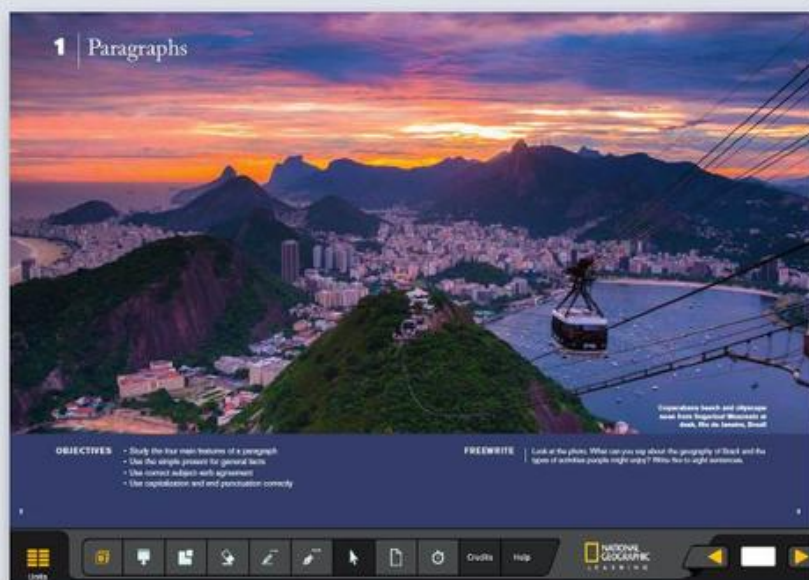 1 Paragraphs
Copacabana beach and cityscape
seen from Sugarloaf Mountain at
dusk, Rio de Janeiro, Brazil
OBJECTIVES
• Study the four main features of a paragraph
• Use the simple present for general facts
• Use correct subject-verb agreement
• Use capitalization and end punctuation correctly
FREEWRITE
Look at the photo. What can you say about the geography of Brazil and the
types of activities people might enjoy? Write five to eight sentences.
Units
Credits
Help
NATIONAL
GEOGRAPHIC
LEARNING